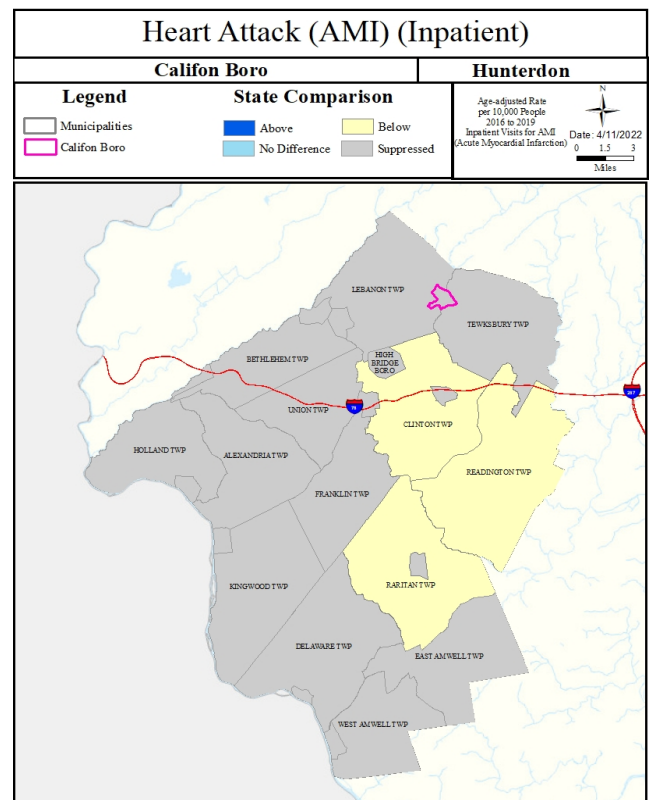 Heart Attack (AMI) (Inpatient)
Califon Boro
Hunterdon
Legend
Municipalities
Califon Boro
State Comparison
Above
No Difference
Below
Suppressed
Age-adjusted Rate
per 10,000 People
2016 to 2019
Inpatient Visits for AMI
(Acute Myocardial Infarction)
N
Date: 4/11/2022
0 1.5 3
Miles
LEBANON TWP
TEWKSBURY TWP
BETHLEHEM TWP
HIGH
BRIDGE
BORO
UNION TWP
78
287
CLINTON TWP
HOLLAND TWP
ALEXANDRIA TWP
READINGTON TWP
FRANKLIN TWP
KINGWOOD TWP
RARITAN TWP
DELAWARE TWP
EAST AMWELL TWP
WEST AMWELL TWP